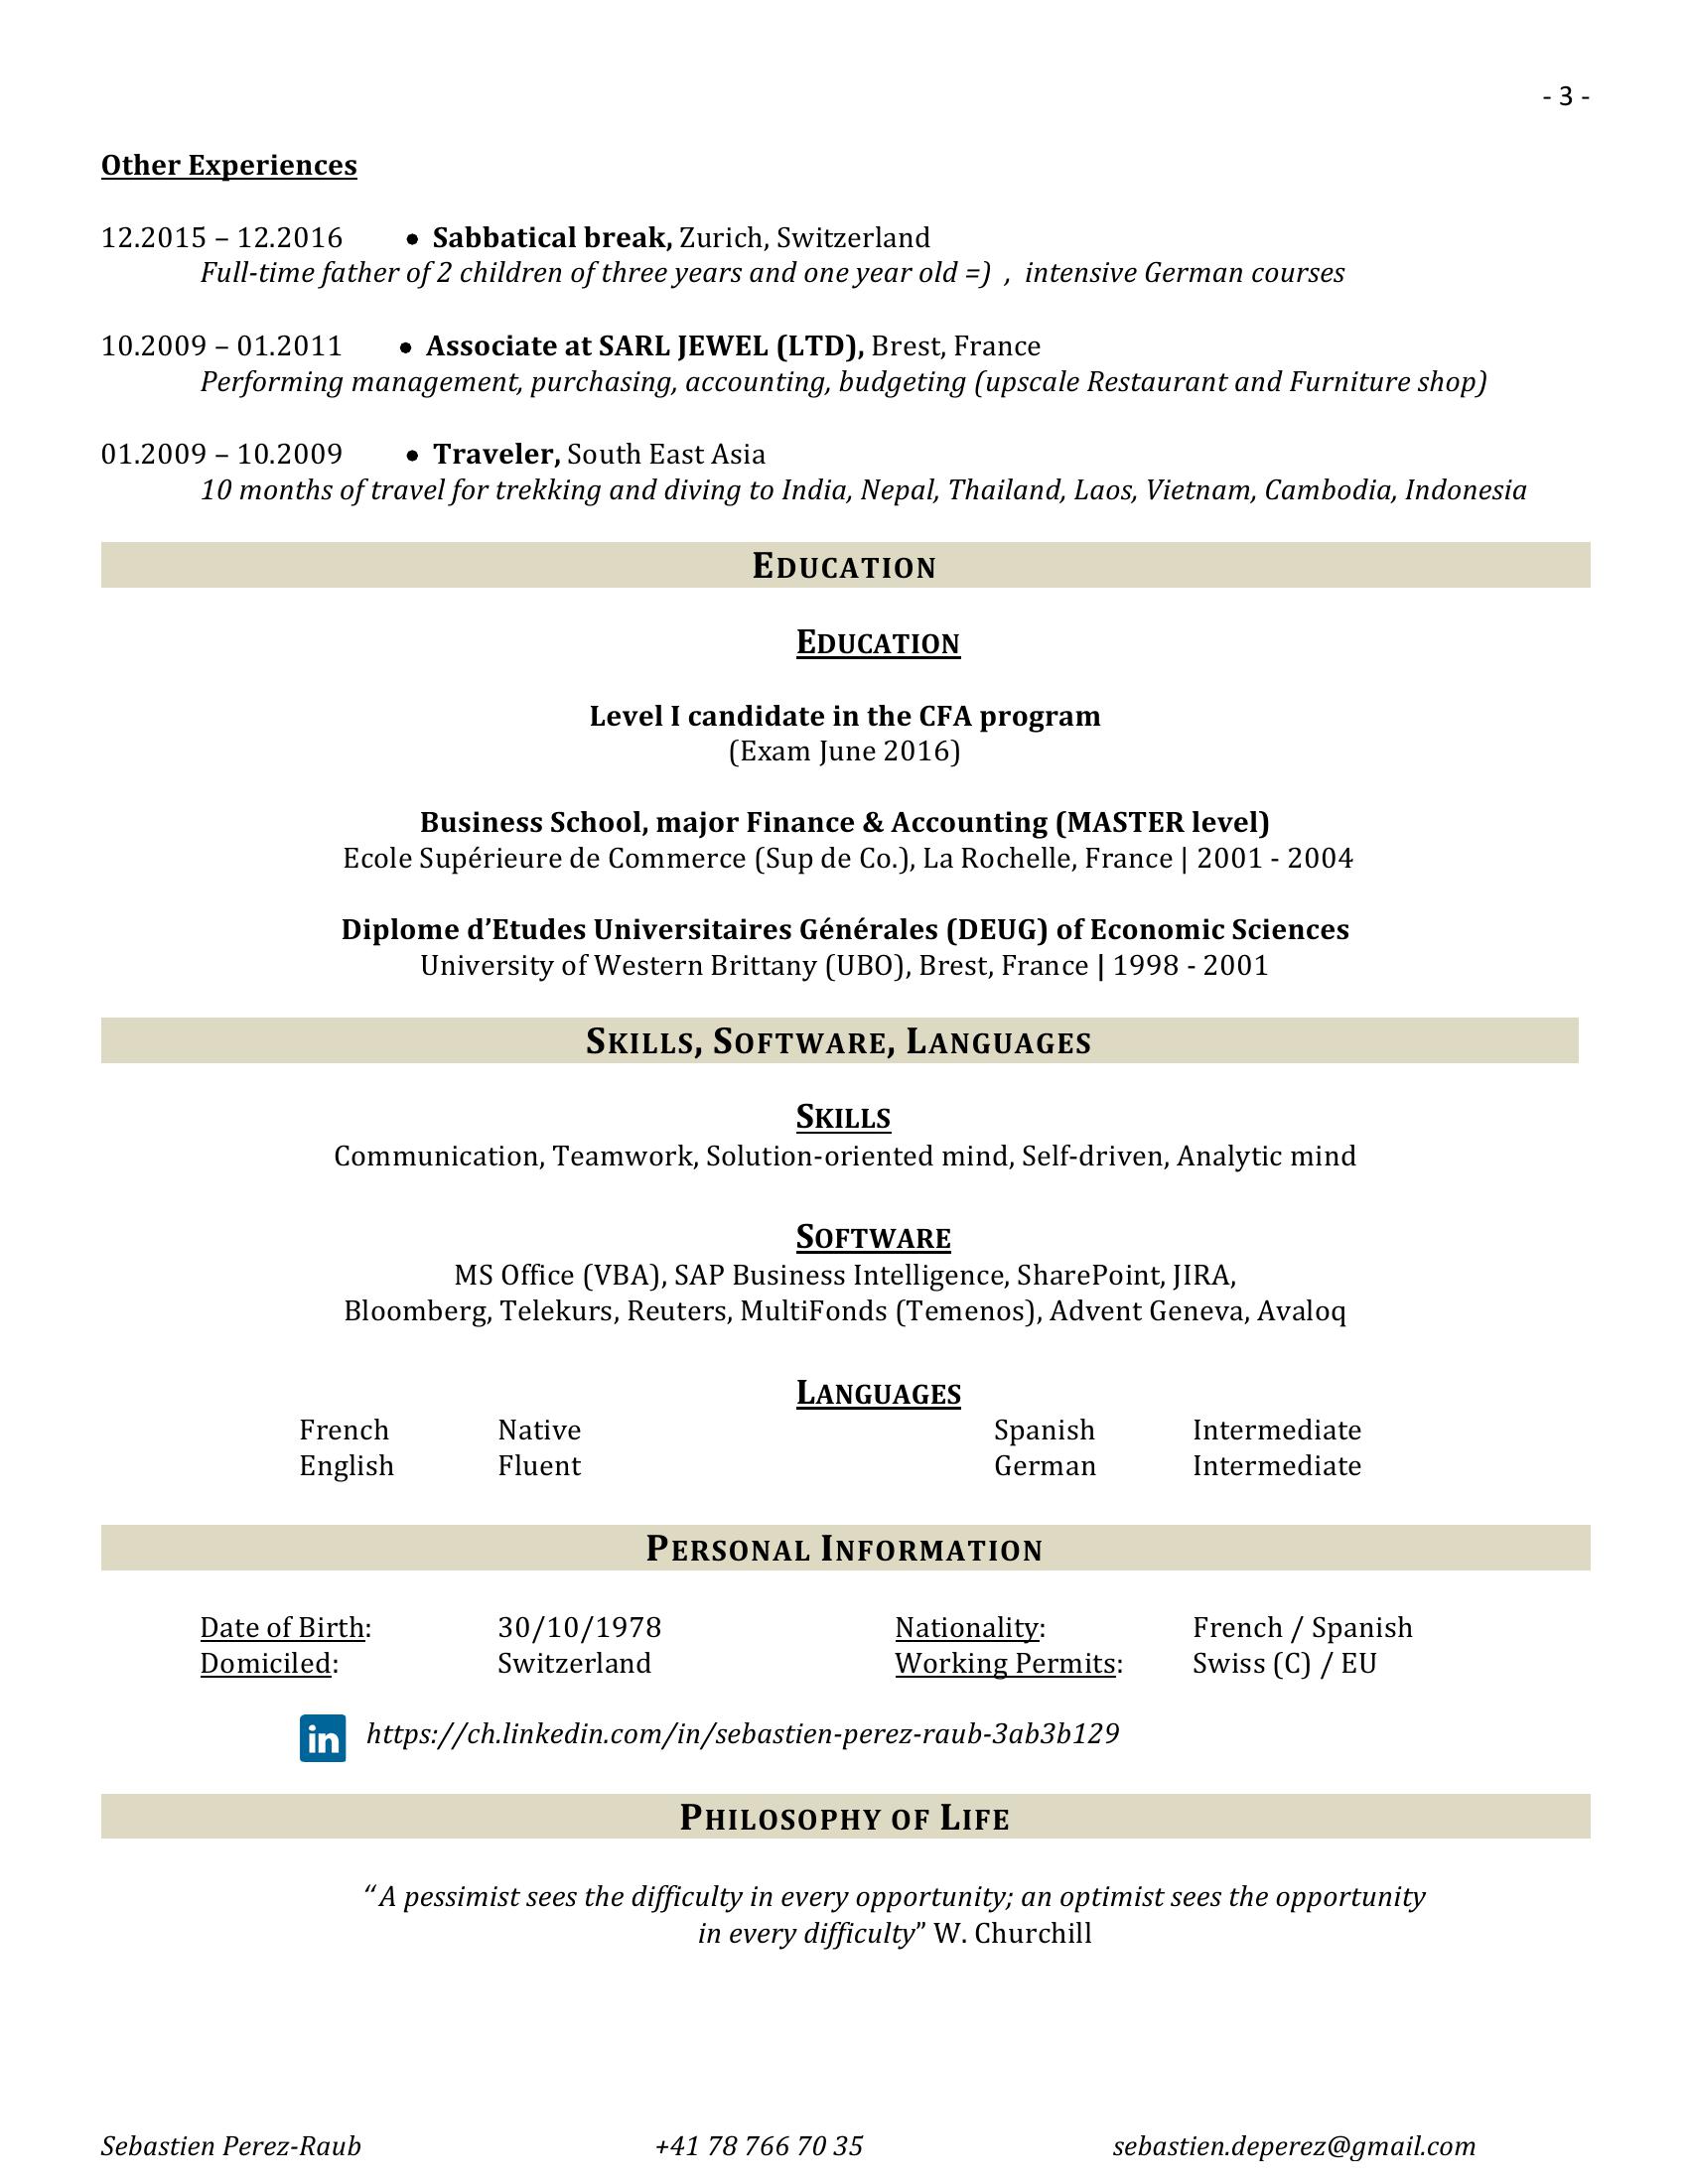 - 3 -
Other Experiences
12.2015 – 12.2016 • Sabbatical break, Zurich, Switzerland
Full-time father of 2 children of three years and one year old =) , intensive German courses
10.2009 – 01.2011 • Associate at SARL JEWEL (LTD), Brest, France
Performing management, purchasing, accounting, budgeting (upscale Restaurant and Furniture shop)
01.2009 – 10.2009 • Traveler, South East Asia
10 months of travel for trekking and diving to India, Nepal, Thailand, Laos, Vietnam, Cambodia, Indonesia
EDUCATION
EDUCATION
Level I candidate in the CFA program
(Exam June 2016)
Business School, major Finance & Accounting (MASTER level)
Ecole Supérieure de Commerce (Sup de Co.), La Rochelle, France | 2001 - 2004
Diplome d’Etudes Universitaires Générales (DEUG) of Economic Sciences
University of Western Brittany (UBO), Brest, France | 1998 - 2001
SKILLS, SOFTWARE, LANGUAGES
SKILLS
Communication, Teamwork, Solution-oriented mind, Self-driven, Analytic mind
SOFTWARE
MS Office (VBA), SAP Business Intelligence, SharePoint, JIRA,
Bloomberg, Telekurs, Reuters, MultiFonds (Temenos), Advent Geneva, Avaloq
LANGUAGES
French Native Spanish Intermediate
English Fluent German Intermediate
PERSONAL INFORMATION
Date of Birth: 30/10/1978 Nationality: French / Spanish
Domiciled: Switzerland Working Permits: Swiss (C) / EU
in https://ch.linkedin.com/in/sebastien-perez-raub-3ab3b129
PHILOSOPHY OF LIFE
“ A pessimist sees the difficulty in every opportunity; an optimist sees the opportunity
in every difficulty” W. Churchill
Sebastien Perez-Raub +41 78 766 70 35 sebastien.deperez@gmail.com